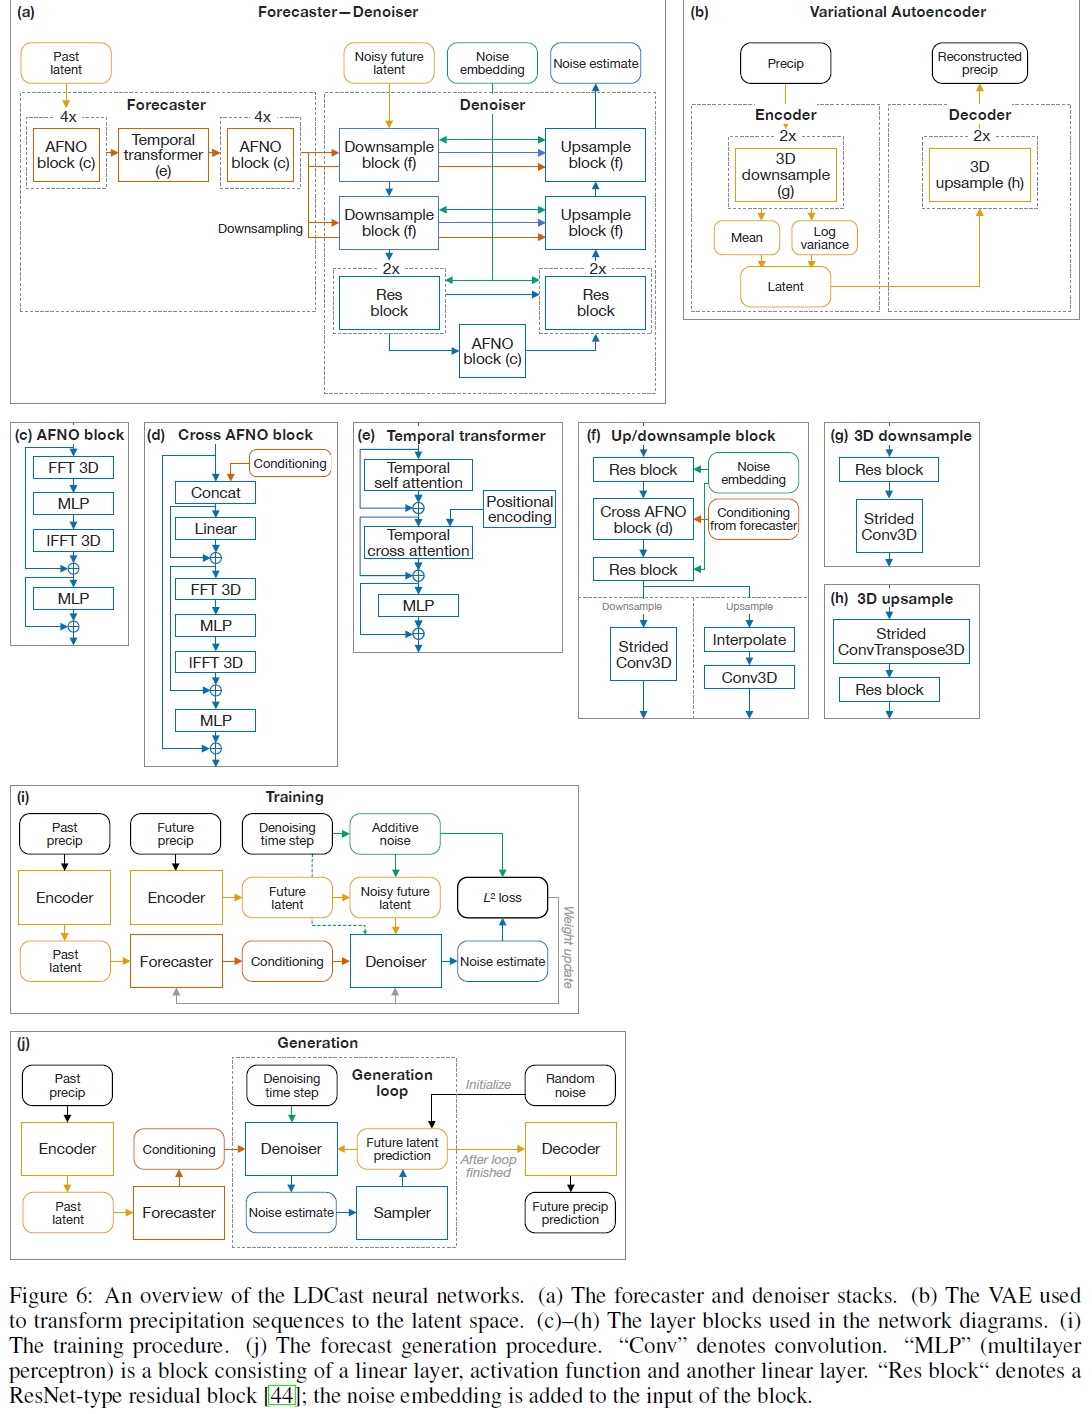 (a)
Forecaster—Denoiser
Past
latent
Noisy future
latent
Noise
embedding
Noise estimate
Forecaster
Denoiser
4x
AFNO
block (c)
Temporal
transformer
(e)
4x
AFNO
block (c)
Downsample
block (f)
Upsample
block (f)
Downsampling
Downsample
block (f)
Upsample
block (f)
2x
Res
block
2x
Res
block
AFNO
block (c)
(b)
Variational Autoencoder
Precip
Reconstructed
precip
Encoder
Decoder
2x
3D
downsample
(g)
2x
3D
upsample (h)
Mean
Log
variance
Latent
(c) AFNO block
FFT 3D
MLP
IFFT 3D
MLP
(d) Cross AFNO block
Conditioning
Concat
Linear
FFT 3D
MLP
IFFT 3D
MLP
(e) Temporal transformer
Temporal
self attention
Positional
encoding
Temporal
cross attention
MLP
(f) Up/downsample block
Res block
Noise
embedding
Cross AFNO
block (d)
Conditioning
from forecaster
Res block
Downsample
Upsample
Strided
Conv3D
Interpolate
Conv3D
(g) 3D downsample
Res block
Strided
Conv3D
(h) 3D upsample
Strided
ConvTranspose3D
Res block
(i)
Training
Past
precip
Future
precip
Denoising
time step
Additive
noise
Encoder
Encoder
Future
latent
Noisy future
latent
L² loss
Weight update
Past
latent
Forecaster
Conditioning
Denoiser
Noise estimate
(j)
Generation
Past
precip
Denoising
time step
Generation
loop
Initialize
Random
noise
Encoder
Conditioning
Denoiser
Future latent
prediction
After loop
finished
Decoder
Past
latent
Forecaster
Noise estimate
Sampler
Future precip
prediction
Figure 6: An overview of the LDCast neural networks. (a) The forecaster and denoiser stacks. (b) The VAE used
to transform precipitation sequences to the latent space. (c)–(h) The layer blocks used in the network diagrams. (i)
The training procedure. (j) The forecast generation procedure. “Conv” denotes convolution. “MLP” (multilayer
perceptron) is a block consisting of a linear layer, activation function and another linear layer. “Res block“ denotes a
ResNet-type residual block [44]; the noise embedding is added to the input of the block.